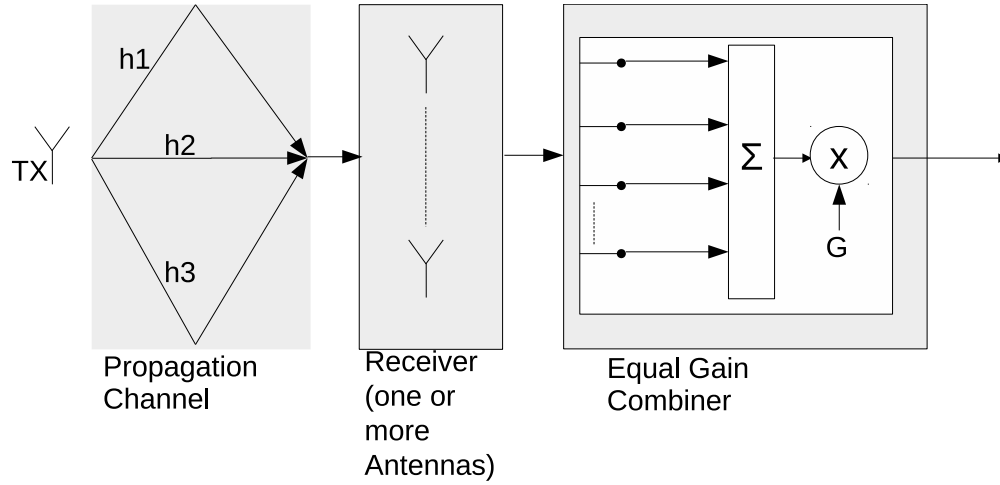 h1
h2
h3
TX
Σ
X
G
Propagation
Channel
Receiver
(one or
more
Antennas)
Equal Gain
Combiner